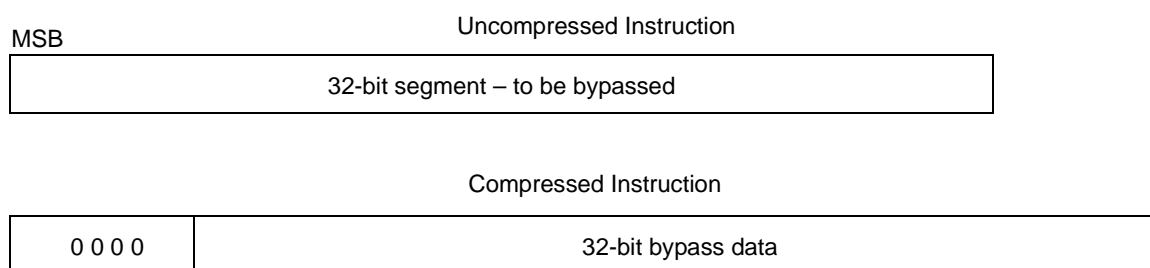 Uncompressed Instruction
MSB
32-bit segment – to be bypassed
Compressed Instruction
0 0 0 0 32-bit bypass data